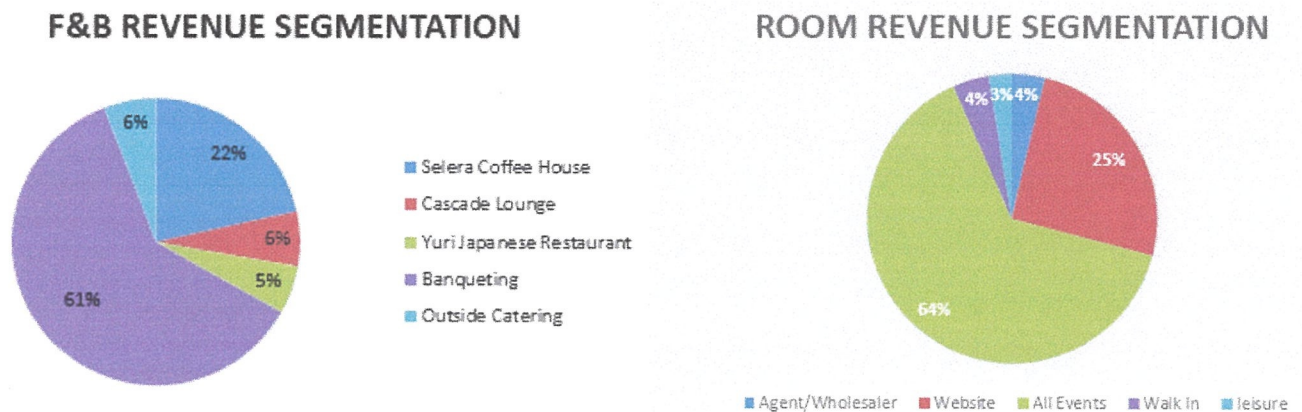 F&B REVENUE SEGMENTATION
6%
22%
6%
5%
61%
Selera Coffee House
Cascade Lounge
Yuri Japanese Restaurant
Banqueting
Outside Catering
ROOM REVENUE SEGMENTATION
4% 3% 4%
25%
64%
Agent/Wholesaler Website All Events Walk In leisure